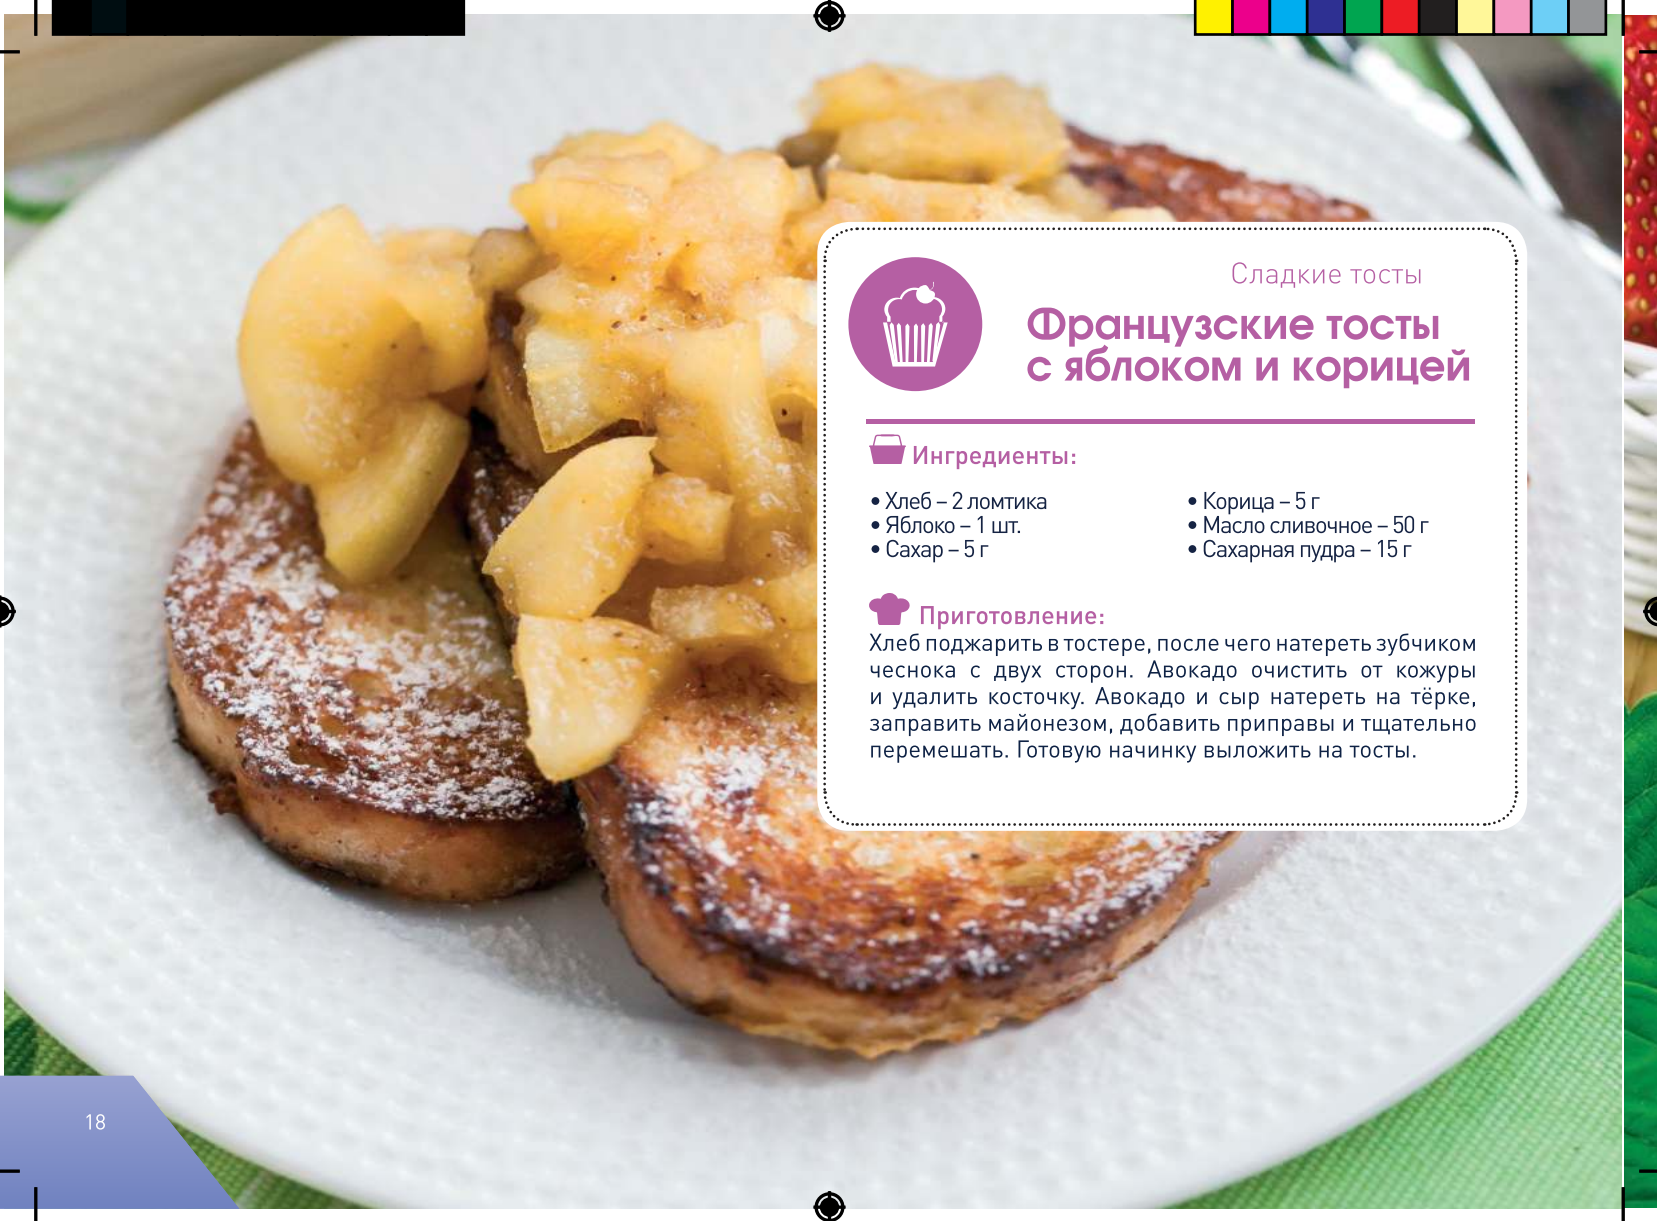 Сладкие тосты
Французские тосты
с яблоком и корицей
Ингредиенты:
• Хлеб – 2 ломтика
• Яблоко – 1 шт.
• Сахар – 5 г
• Корица – 5 г
• Масло сливочное – 50 г
• Сахарная пудра – 15 г
Приготовление:
Хлеб поджарить в тостере, после чего натереть зубчиком
чеснока с двух сторон. Авокадо очистить от кожуры
и удалить косточку. Авокадо и сыр натереть на тёрке,
заправить майонезом, добавить приправы и тщательно
перемешать. Готовую начинку выложить на тосты.
18